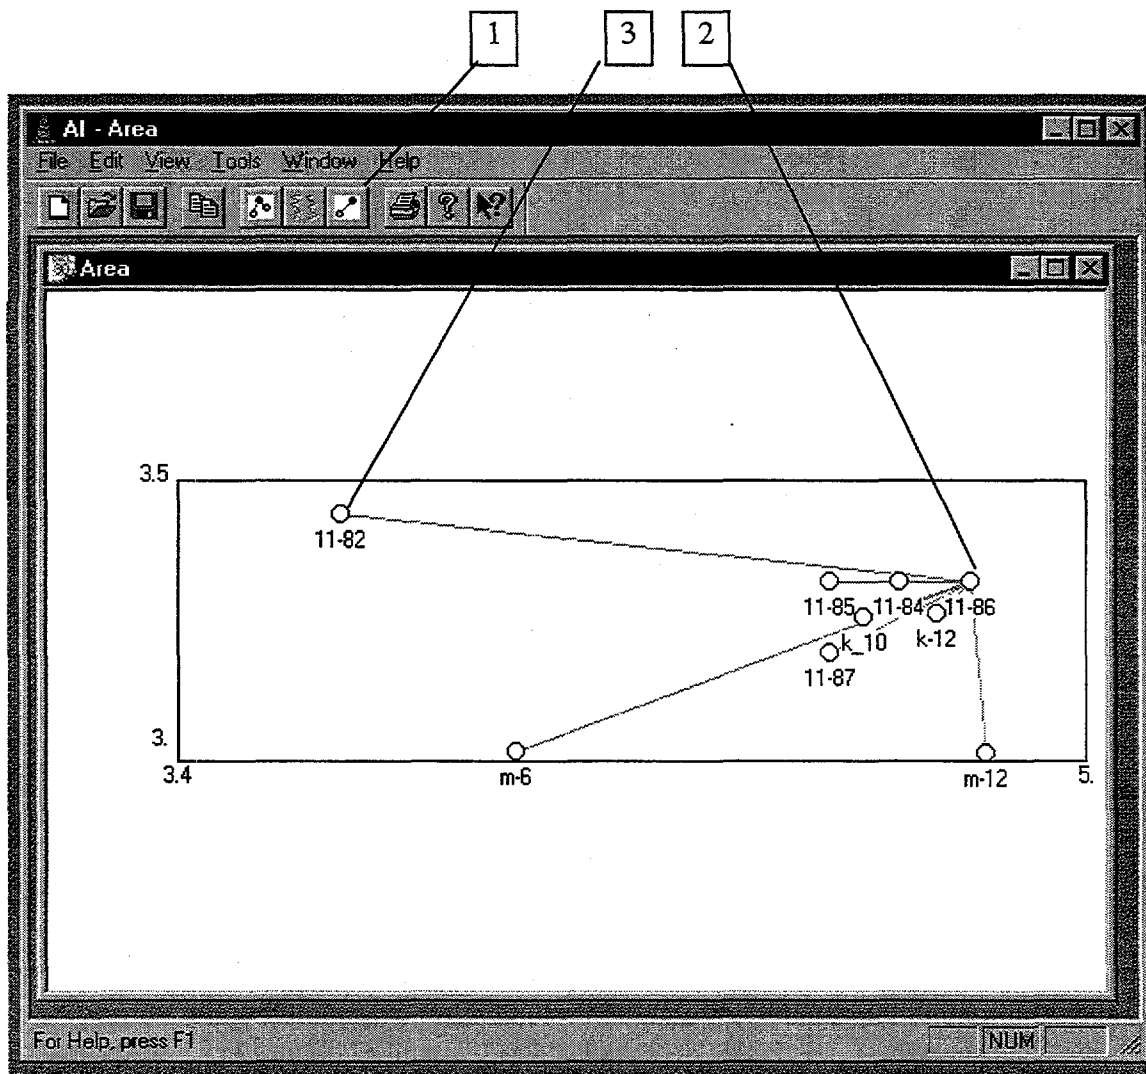 1 3 2
AI - Area
File Edit View Tools Window Help
Area
3.5
11-82
11-85 11-84 11-86
k_10 k-12
11-87
3.
3.4 m-6 m-12 5.
For Help, press F1 NUM